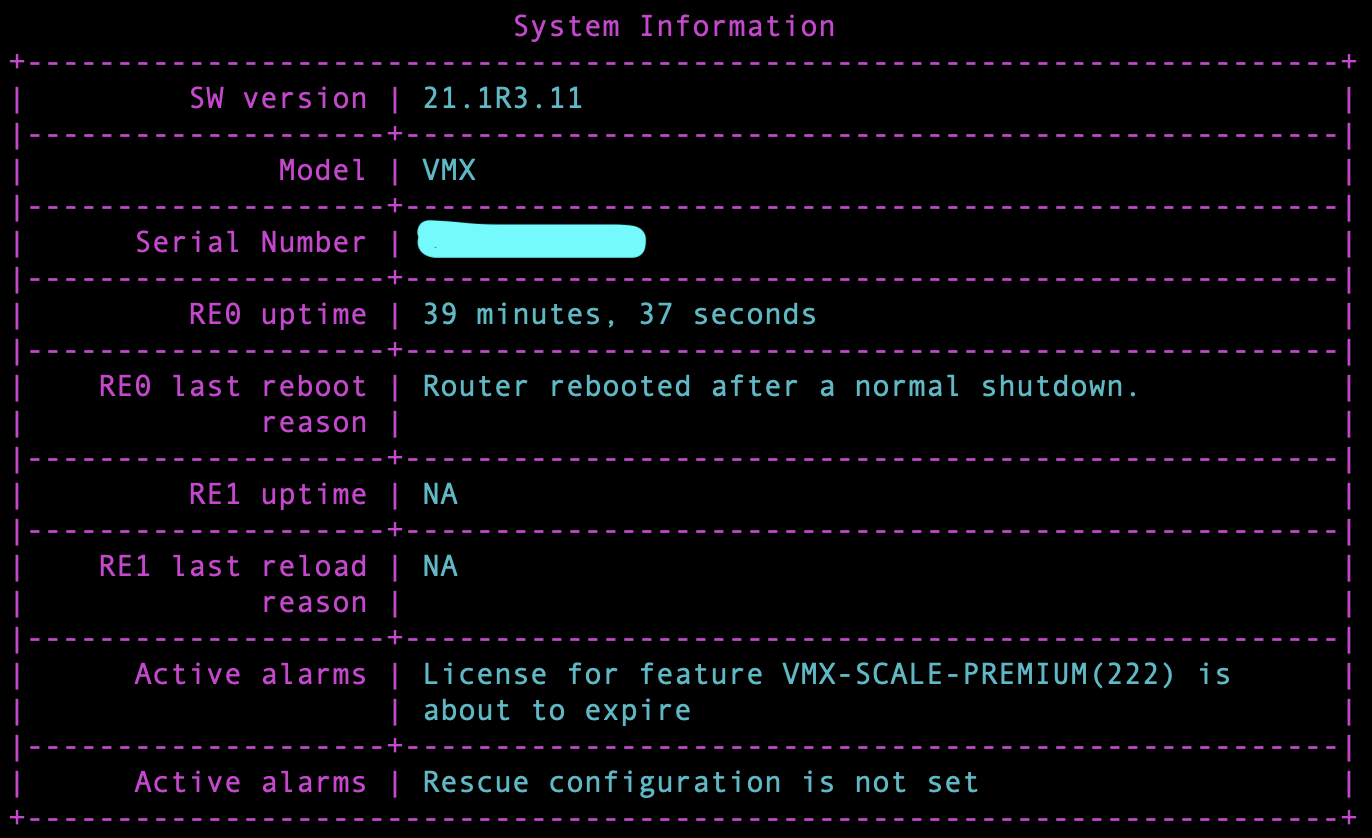 System Information
SW version | 21.1R3.11
Model | VMX
Serial Number |
RE0 uptime | 39 minutes, 37 seconds
RE0 last reboot | Router rebooted after a normal shutdown.
reason |
RE1 uptime | NA
RE1 last reload | NA
reason |
Active alarms | License for feature VMX-SCALE-PREMIUM(222) is
| about to expire
Active alarms | Rescue configuration is not set